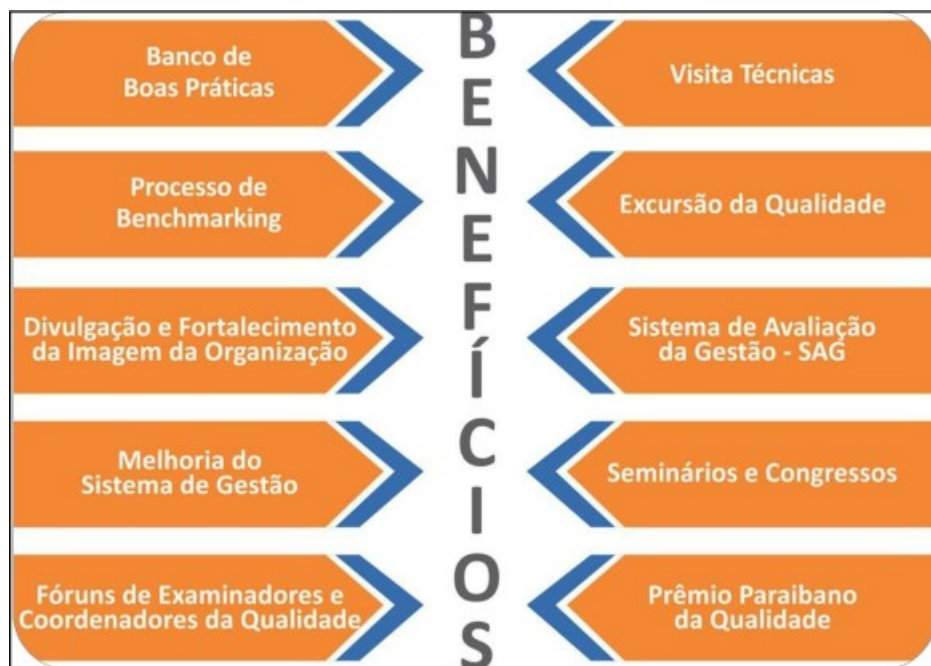 Banco de
Boas Práticas
Processo de
Benchmarking
Divulgação e Fortalecimento
da Imagem da Organização
Melhoria do
Sistema de Gestão
Fóruns de Examinadores e
Coordenadores da Qualidade
BENEFÍCIOS
Visita Técnicas
Excursão da Qualidade
Sistema de Avaliação
da Gestão - SAG
Seminários e Congressos
Prêmio Paraibano
da Qualidade